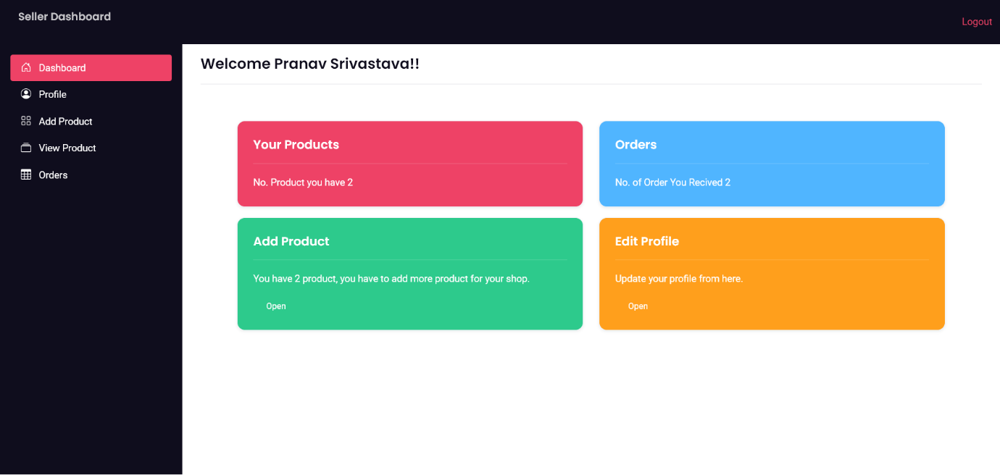 Seller Dashboard
Logout
Dashboard
Profile
Add Product
View Product
Orders
Welcome Pranav Srivastava!!
Your Products
No. Product you have 2
Orders
No. of Order You Recived 2
Add Product
You have 2 product, you have to add more product for your shop.
Open
Edit Profile
Update your profile from here.
Open